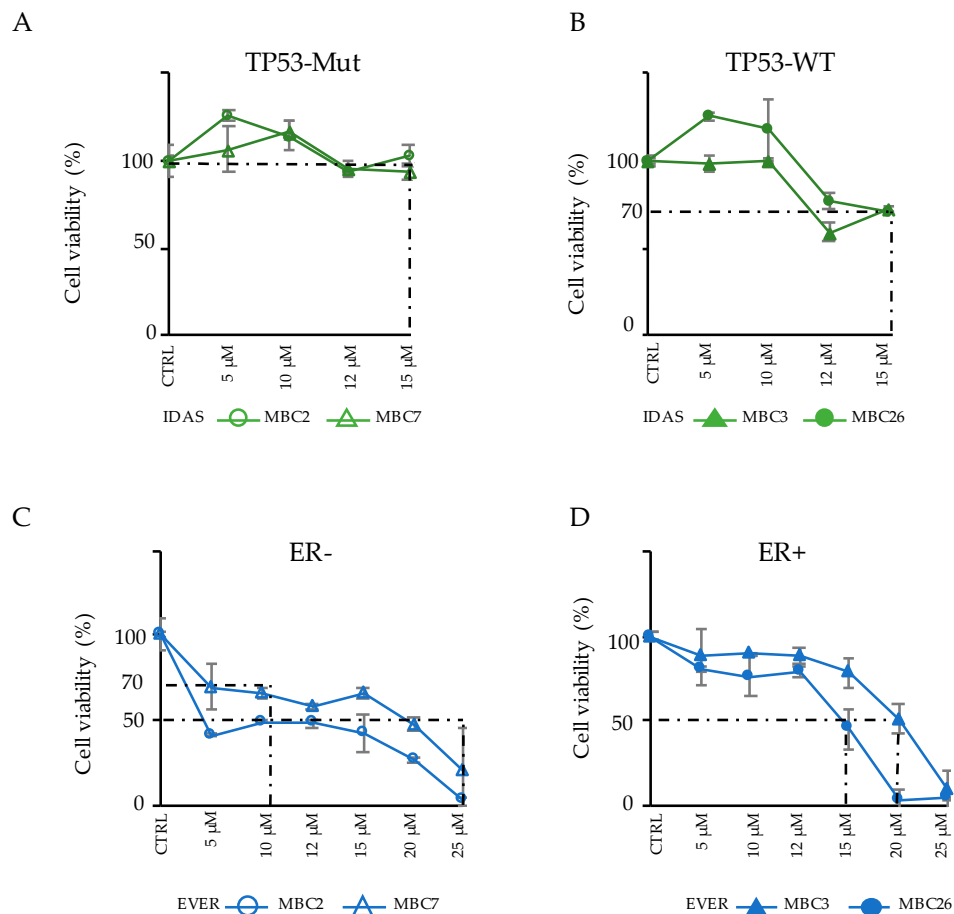 A
TP53-Mut
Cell viability (%)
100
50
0
CTRL
5 µM
10 µM
12 µM
15 µM
IDAS MBC2 MBC7
B
TP53-WT
Cell viability (%)
100
70
50
0
CTRL
5 µM
10 µM
12 µM
15 µM
IDAS MBC3 MBC26
C
ER-
Cell viability (%)
100
70
50
0
CTRL
5 µM
10 µM
12 µM
15 µM
20 µM
25 µM
EVER MBC2 MBC7
D
ER+
Cell viability (%)
100
50
0
CTRL
5 µM
10 µM
12 µM
15 µM
20 µM
25 µM
EVER MBC3 MBC26